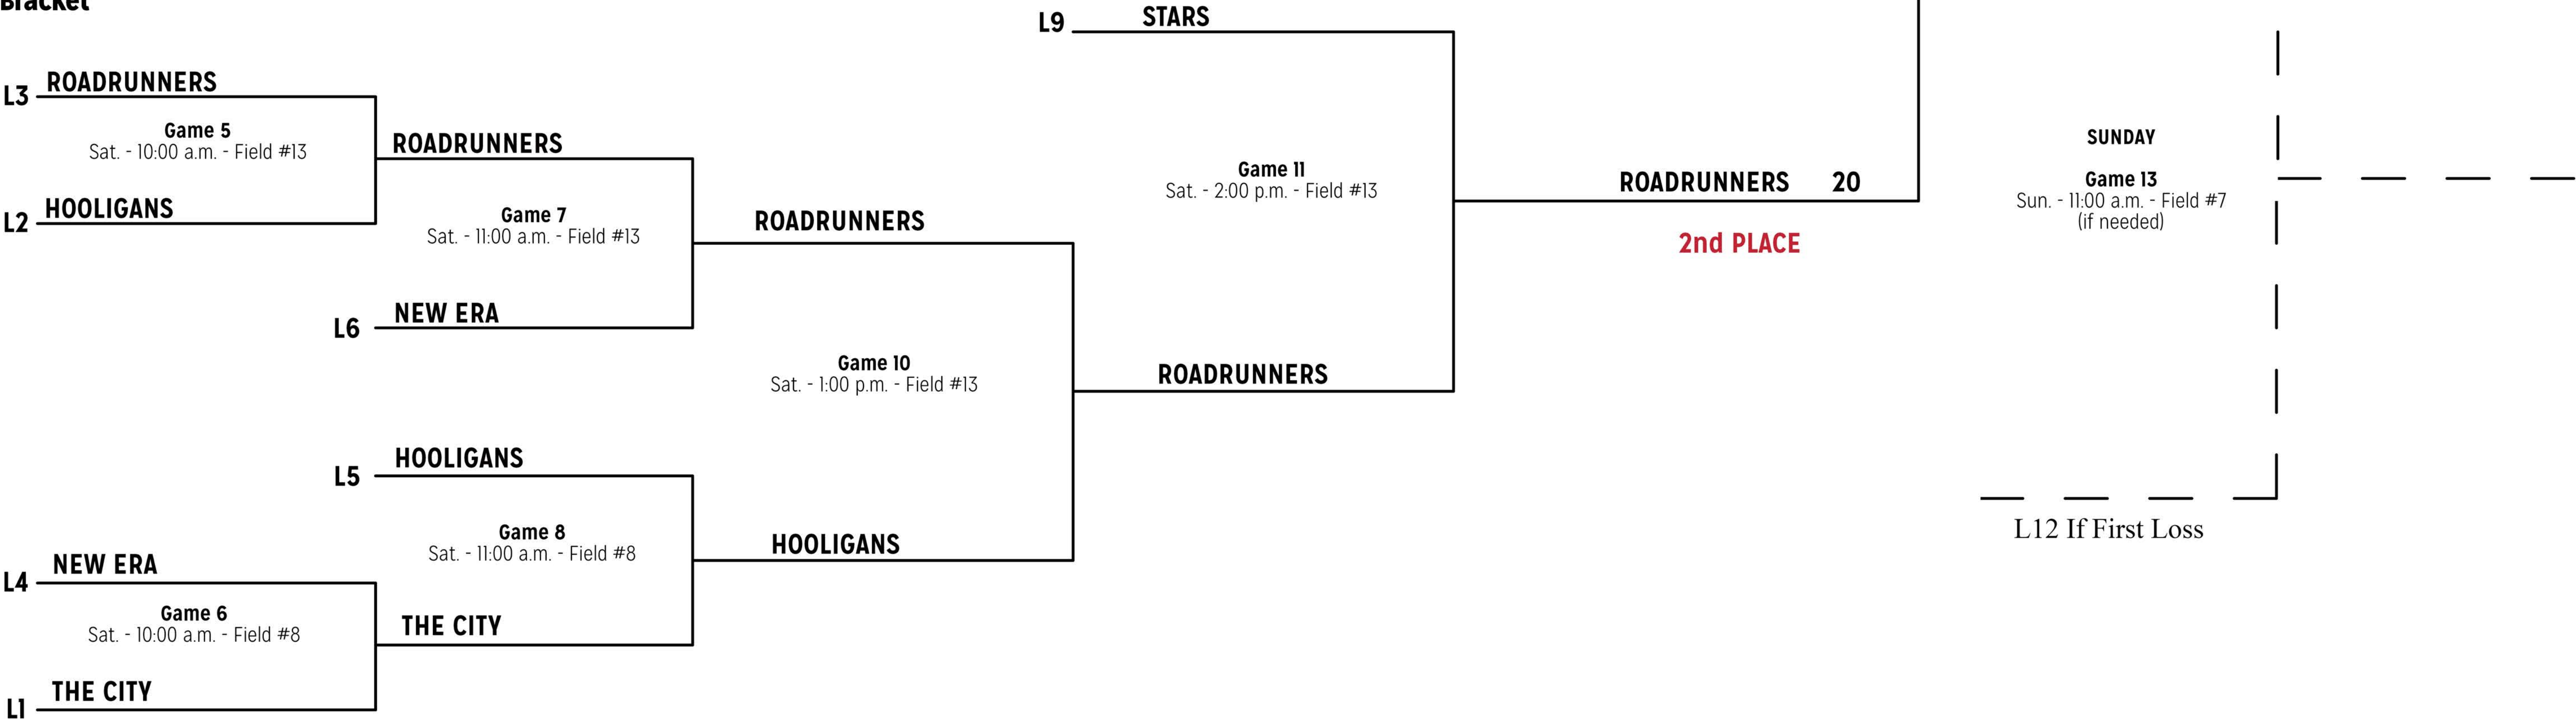 Bracket
L9
STARS
L3
ROADRUNNERS
Game 5
Sat. - 10:00 a.m. - Field #13
L2
HOOLIGANS
ROADRUNNERS
Game 7
Sat. - 11:00 a.m. - Field #13
L6
NEW ERA
ROADRUNNERS
Game 10
Sat. - 1:00 p.m. - Field #13
L5
HOOLIGANS
Game 8
Sat. - 11:00 a.m. - Field #8
L4
NEW ERA
Game 6
Sat. - 10:00 a.m. - Field #8
L1
THE CITY
THE CITY
HOOLIGANS
ROADRUNNERS
Game 11
Sat. - 2:00 p.m. - Field #13
ROADRUNNERS 20
2nd PLACE
SUNDAY
Game 13
Sun. - 11:00 a.m. - Field #7
(if needed)
L12 If First Loss